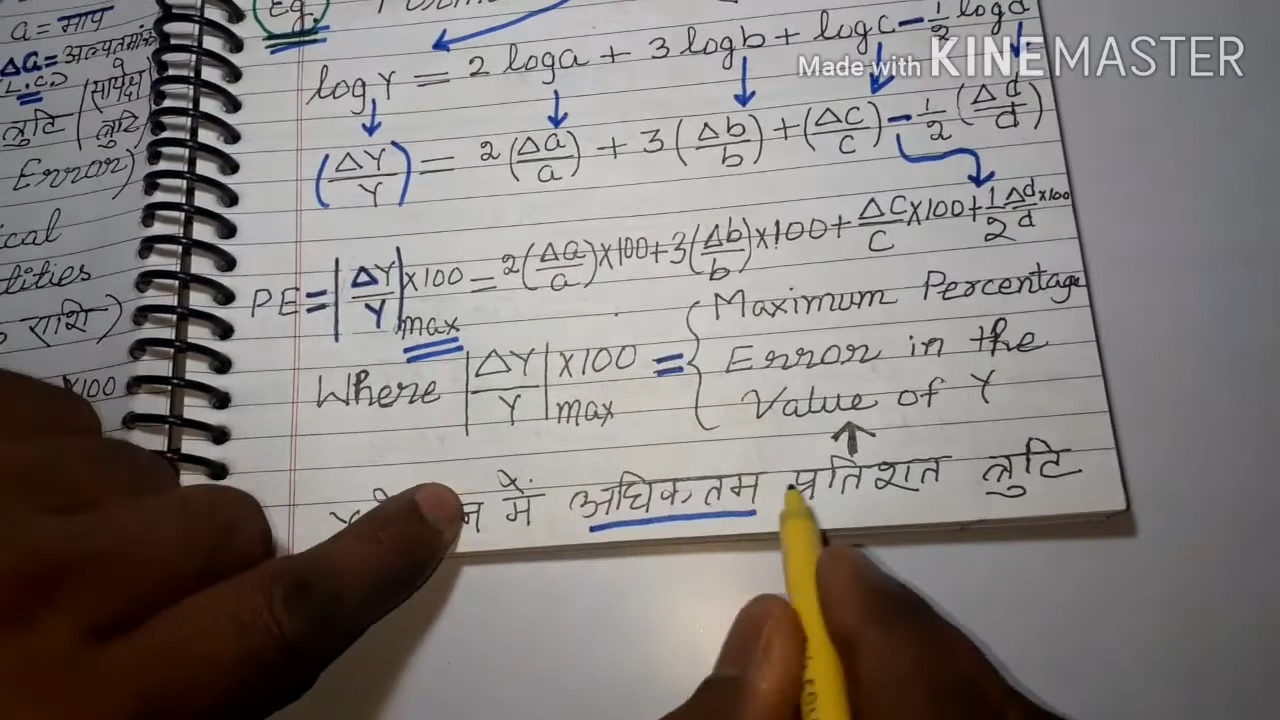 a = माप
Δa = अल्पतमांक
L.C.
त्रुटि (सापेक्ष
त्रुटि)
Error)
ical
tities
राशि)
x100
Eg.
log Y = 2 log a + 3 log b + log c - 1/2 log d
(ΔY/Y) = 2(Δa/a) + 3(Δb/b) + (Δc/c) - 1/2(Δd/d)
PE = |ΔY/Y|max x100 = 2(Δa/a)x100 + 3(Δb/b)x100 + Δc/c x100 + 1/2 Δd/d x100
Where |ΔY/Y|max x100 = { Maximum Percentage
Error in the
Value of Y
में अधिकतम प्रतिशत त्रुटि
Made with KINEMASTER